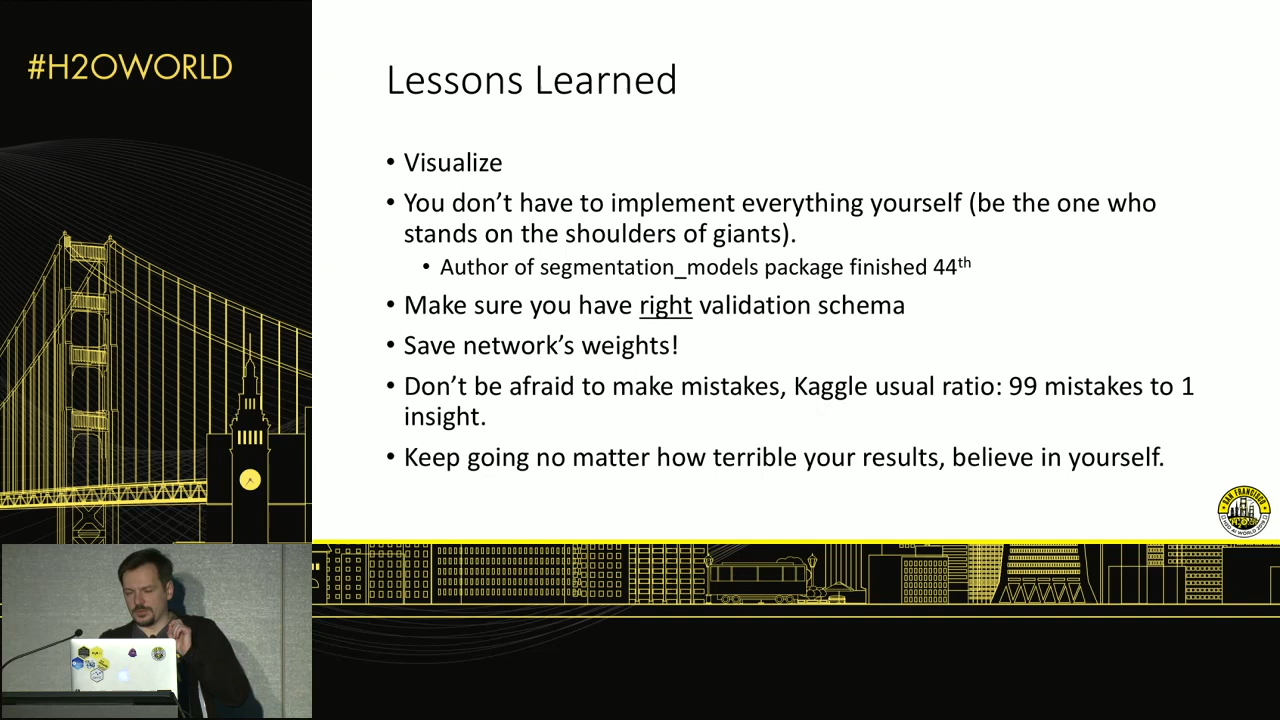 #H2OWORLD
Lessons Learned
• Visualize
• You don’t have to implement everything yourself (be the one who
stands on the shoulders of giants).
• Author of segmentation_models package finished 44th
• Make sure you have right validation schema
• Save network’s weights!
• Don’t be afraid to make mistakes, Kaggle usual ratio: 99 mistakes to 1
insight.
• Keep going no matter how terrible your results, believe in yourself.
SAN FRANCISCO